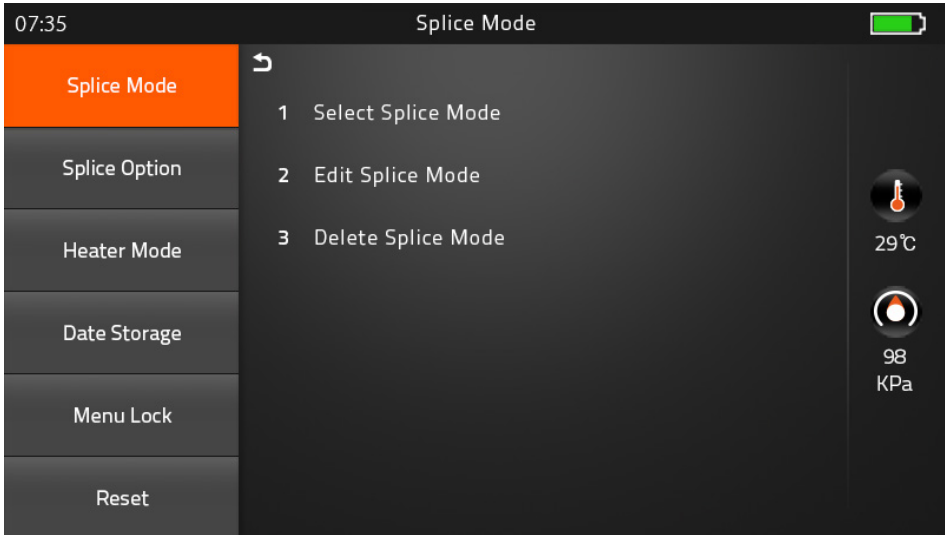 07:35 Splice Mode
Splice Mode
Splice Option
Heater Mode
Date Storage
Menu Lock
Reset
1 Select Splice Mode
2 Edit Splice Mode
3 Delete Splice Mode
29℃
98
KPa